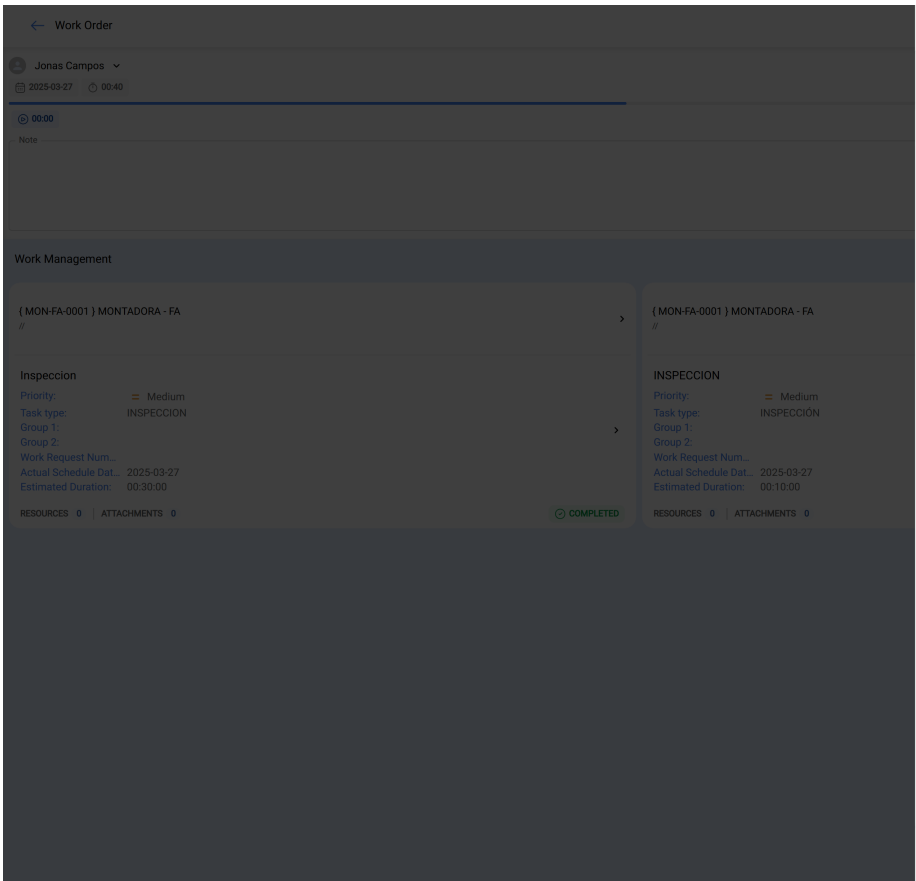 Work Order
Jonas Campos
2025-03-27 00:40
00:00
Note
Work Management
{ MON-FA-0001 } MONTADORA - FA
//
Inspeccion
Priority: Medium
Task type: INSPECCION
Group 1:
Group 2:
Work Request Num...
Actual Schedule Dat... 2025-03-27
Estimated Duration: 00:30:00
RESOURCES 0 ATTACHMENTS 0 COMPLETED
{ MON-FA-0001 } MONTADORA - FA
//
INSPECCION
Priority: Medium
Task type: INSPECCIÓN
Group 1:
Group 2:
Work Request Num...
Actual Schedule Dat... 2025-03-27
Estimated Duration: 00:10:00
RESOURCES 0 ATTACHMENTS 0